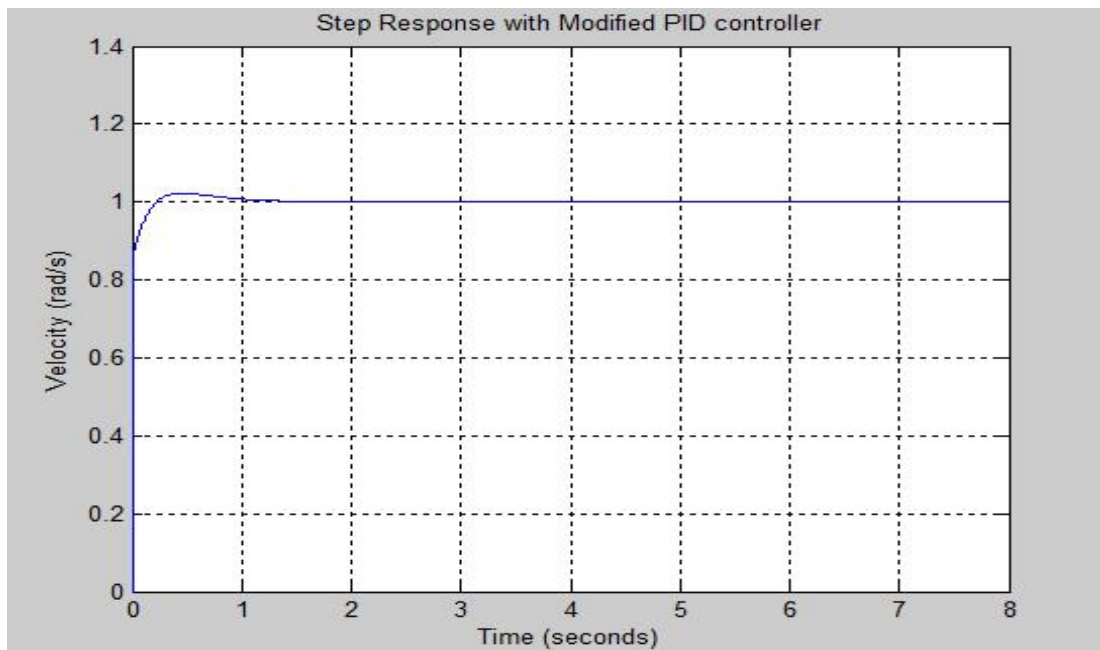 Step Response with Modified PID controller
1.4
1.2
1
0.8
0.6
0.4
0.2
0
Velocity (rad/s)
0 1 2 3 4 5 6 7 8
Time (seconds)